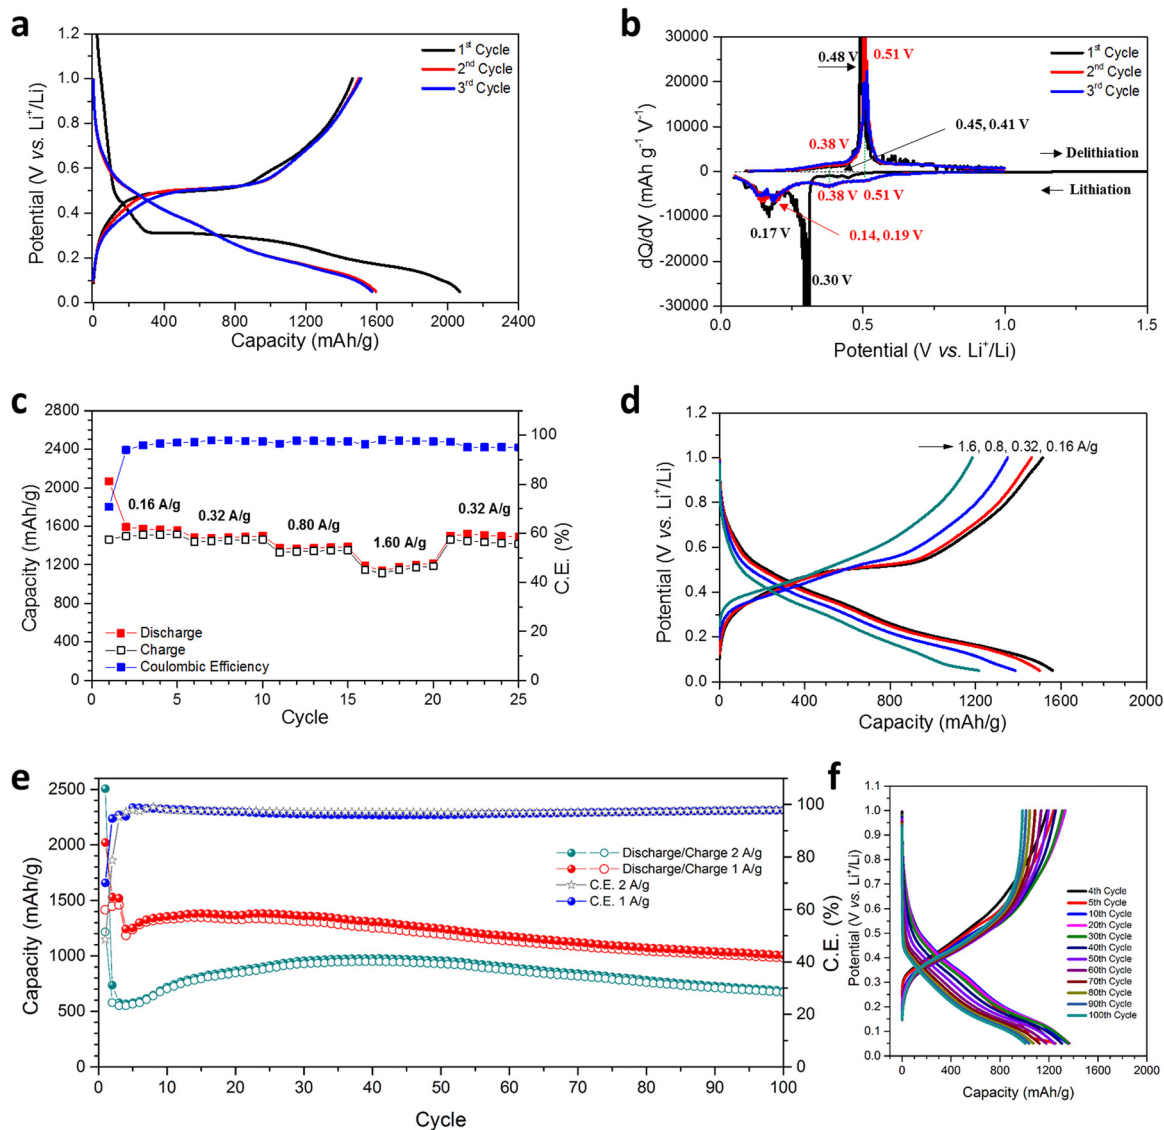 a
1.2
1.0
0.8
0.6
0.4
0.2
0.0
Potential (V vs. Li⁺/Li)
1st Cycle
2nd Cycle
3rd Cycle
0 400 800 1200 1600 2000 2400
Capacity (mAh/g)
b
30000
20000
10000
0
-10000
-20000
-30000
dQ/dV (mAh g⁻¹ V⁻¹)
0.48 V
0.51 V
1st Cycle
2nd Cycle
3rd Cycle
0.45, 0.41 V
0.38 V
Delithiation
Lithiation
0.38 V
0.51 V
0.17 V
0.14, 0.19 V
0.30 V
0.0 0.5 1.0 1.5
Potential (V vs. Li⁺/Li)
c
2800
2400
2000
1600
1200
800
400
0
Capacity (mAh/g)
0.16 A/g
0.32 A/g
0.80 A/g
1.60 A/g
0.32 A/g
Discharge
Charge
Coulombic Efficiency
100
80
60
40
20
0
C.E. (%)
0 5 10 15 20 25
Cycle
d
1.2
1.0
0.8
0.6
0.4
0.2
0.0
Potential (V vs. Li⁺/Li)
1.6, 0.8, 0.32, 0.16 A/g
0 400 800 1200 1600 2000
Capacity (mAh/g)
e
2500
2000
1500
1000
500
0
Capacity (mAh/g)
Discharge/Charge 2 A/g
Discharge/Charge 1 A/g
C.E. 2 A/g
C.E. 1 A/g
100
80
60
40
20
0
C.E. (%)
0 10 20 30 40 50 60 70 80 90 100
Cycle
f
1.1
1.0
0.9
0.8
0.7
0.6
0.5
0.4
0.3
0.2
0.1
0.0
Potential (V vs. Li⁺/Li)
4th Cycle
5th Cycle
10th Cycle
20th Cycle
30th Cycle
40th Cycle
50th Cycle
60th Cycle
70th Cycle
80th Cycle
90th Cycle
100th Cycle
0 400 800 1200 1600 2000
Capacity (mAh/g)